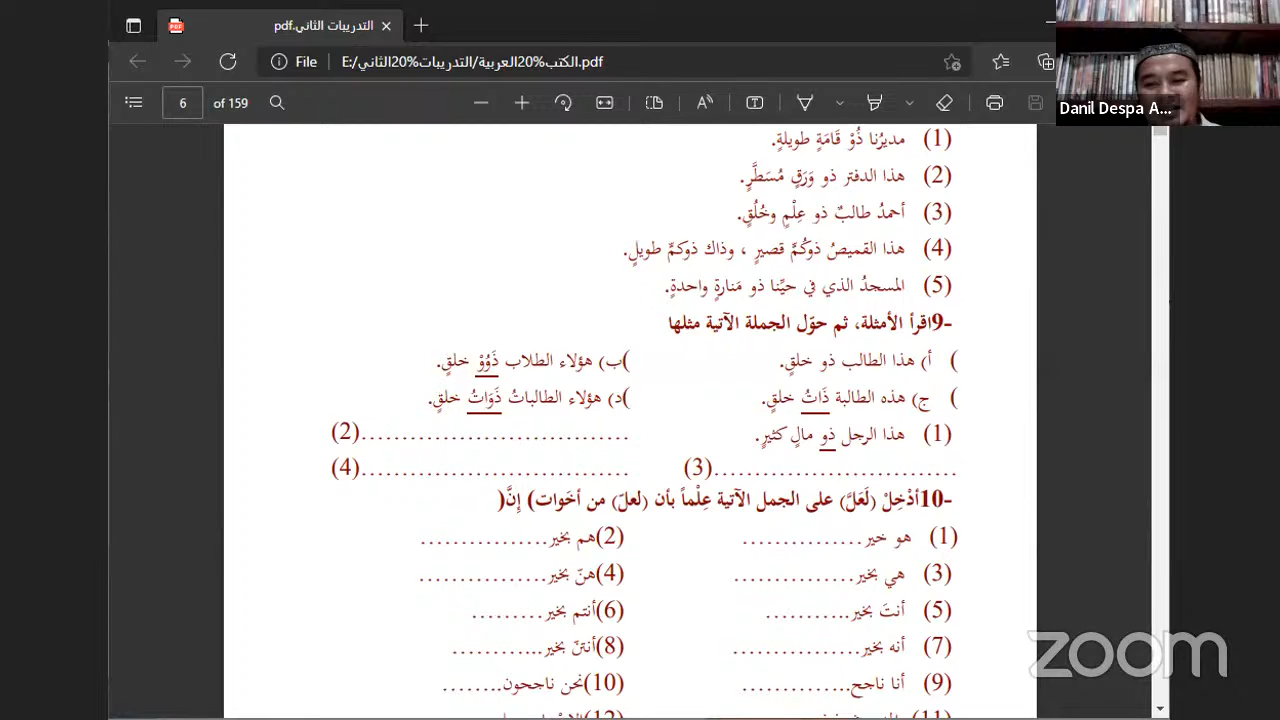 التدريبات الثاني.pdf
File
E:/الكتب%20العربية/التدريبات%20الثاني.pdf
6 of 159
Danil Despa A...
(1) مديرُنا ذُوْ قَامَةٍ طويلةٍ.
(2) هذا الدفتر ذو وَرَقٍ مُسَطَّرٍ.
(3) أحمدُ طالبٌ ذو عِلْمٍ وخُلُقٍ.
(4) هذا القميصُ ذوكُمٍّ قصيرٍ ، وذاك ذوكمٍّ طويلٍ.
(5) المسجدُ الذي في حيِّنا ذو مَنارةٍ واحدةٍ.
-9اقرأ الأمثلة، ثم حوّل الجملة الآتية مثلها
( أ) هذا الطالب ذو خلقٍ. (ب) هؤلاء الطلاب ذَوُوْ خلقٍ.
( ج) هذه الطالبة ذَاتُ خلقٍ. (د) هؤلاء الطالباتُ ذَوَاتُ خلقٍ.
(1) هذا الرجل ذو مالٍ كثيرٍ. ..............................(2)
............................(3) ..............................(4)
-10أدْخِلْ (لَعَلَّ) على الجمل الآتية عِلْماً بأن (لعلّ) من أخَوات) إِنَّ(
(1) هو خير............... (2)هم بخير................
(3) هي بخير............... (4)هنّ بخير................
(5) أنتَ بخير........... (6)أنتم بخير.........
(7) أنه بخير................ (8)أنتنّ بخير............
(9) أنا ناجح.............. (10)نحن ناجحون........
zoom